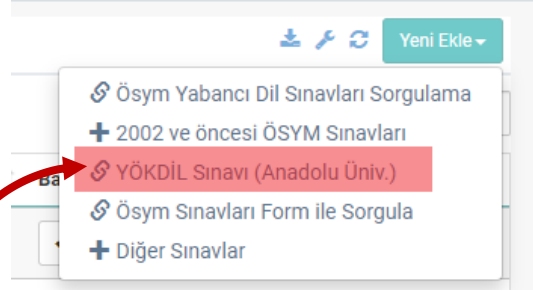 Yeni Ekle
Ösym Yabancı Dil Sınavları Sorgulama
2002 ve öncesi ÖSYM Sınavları
Ba
YÖKDİL Sınavı (Anadolu Üniv.)
Ösym Sınavları Form ile Sorgula
Diğer Sınavlar